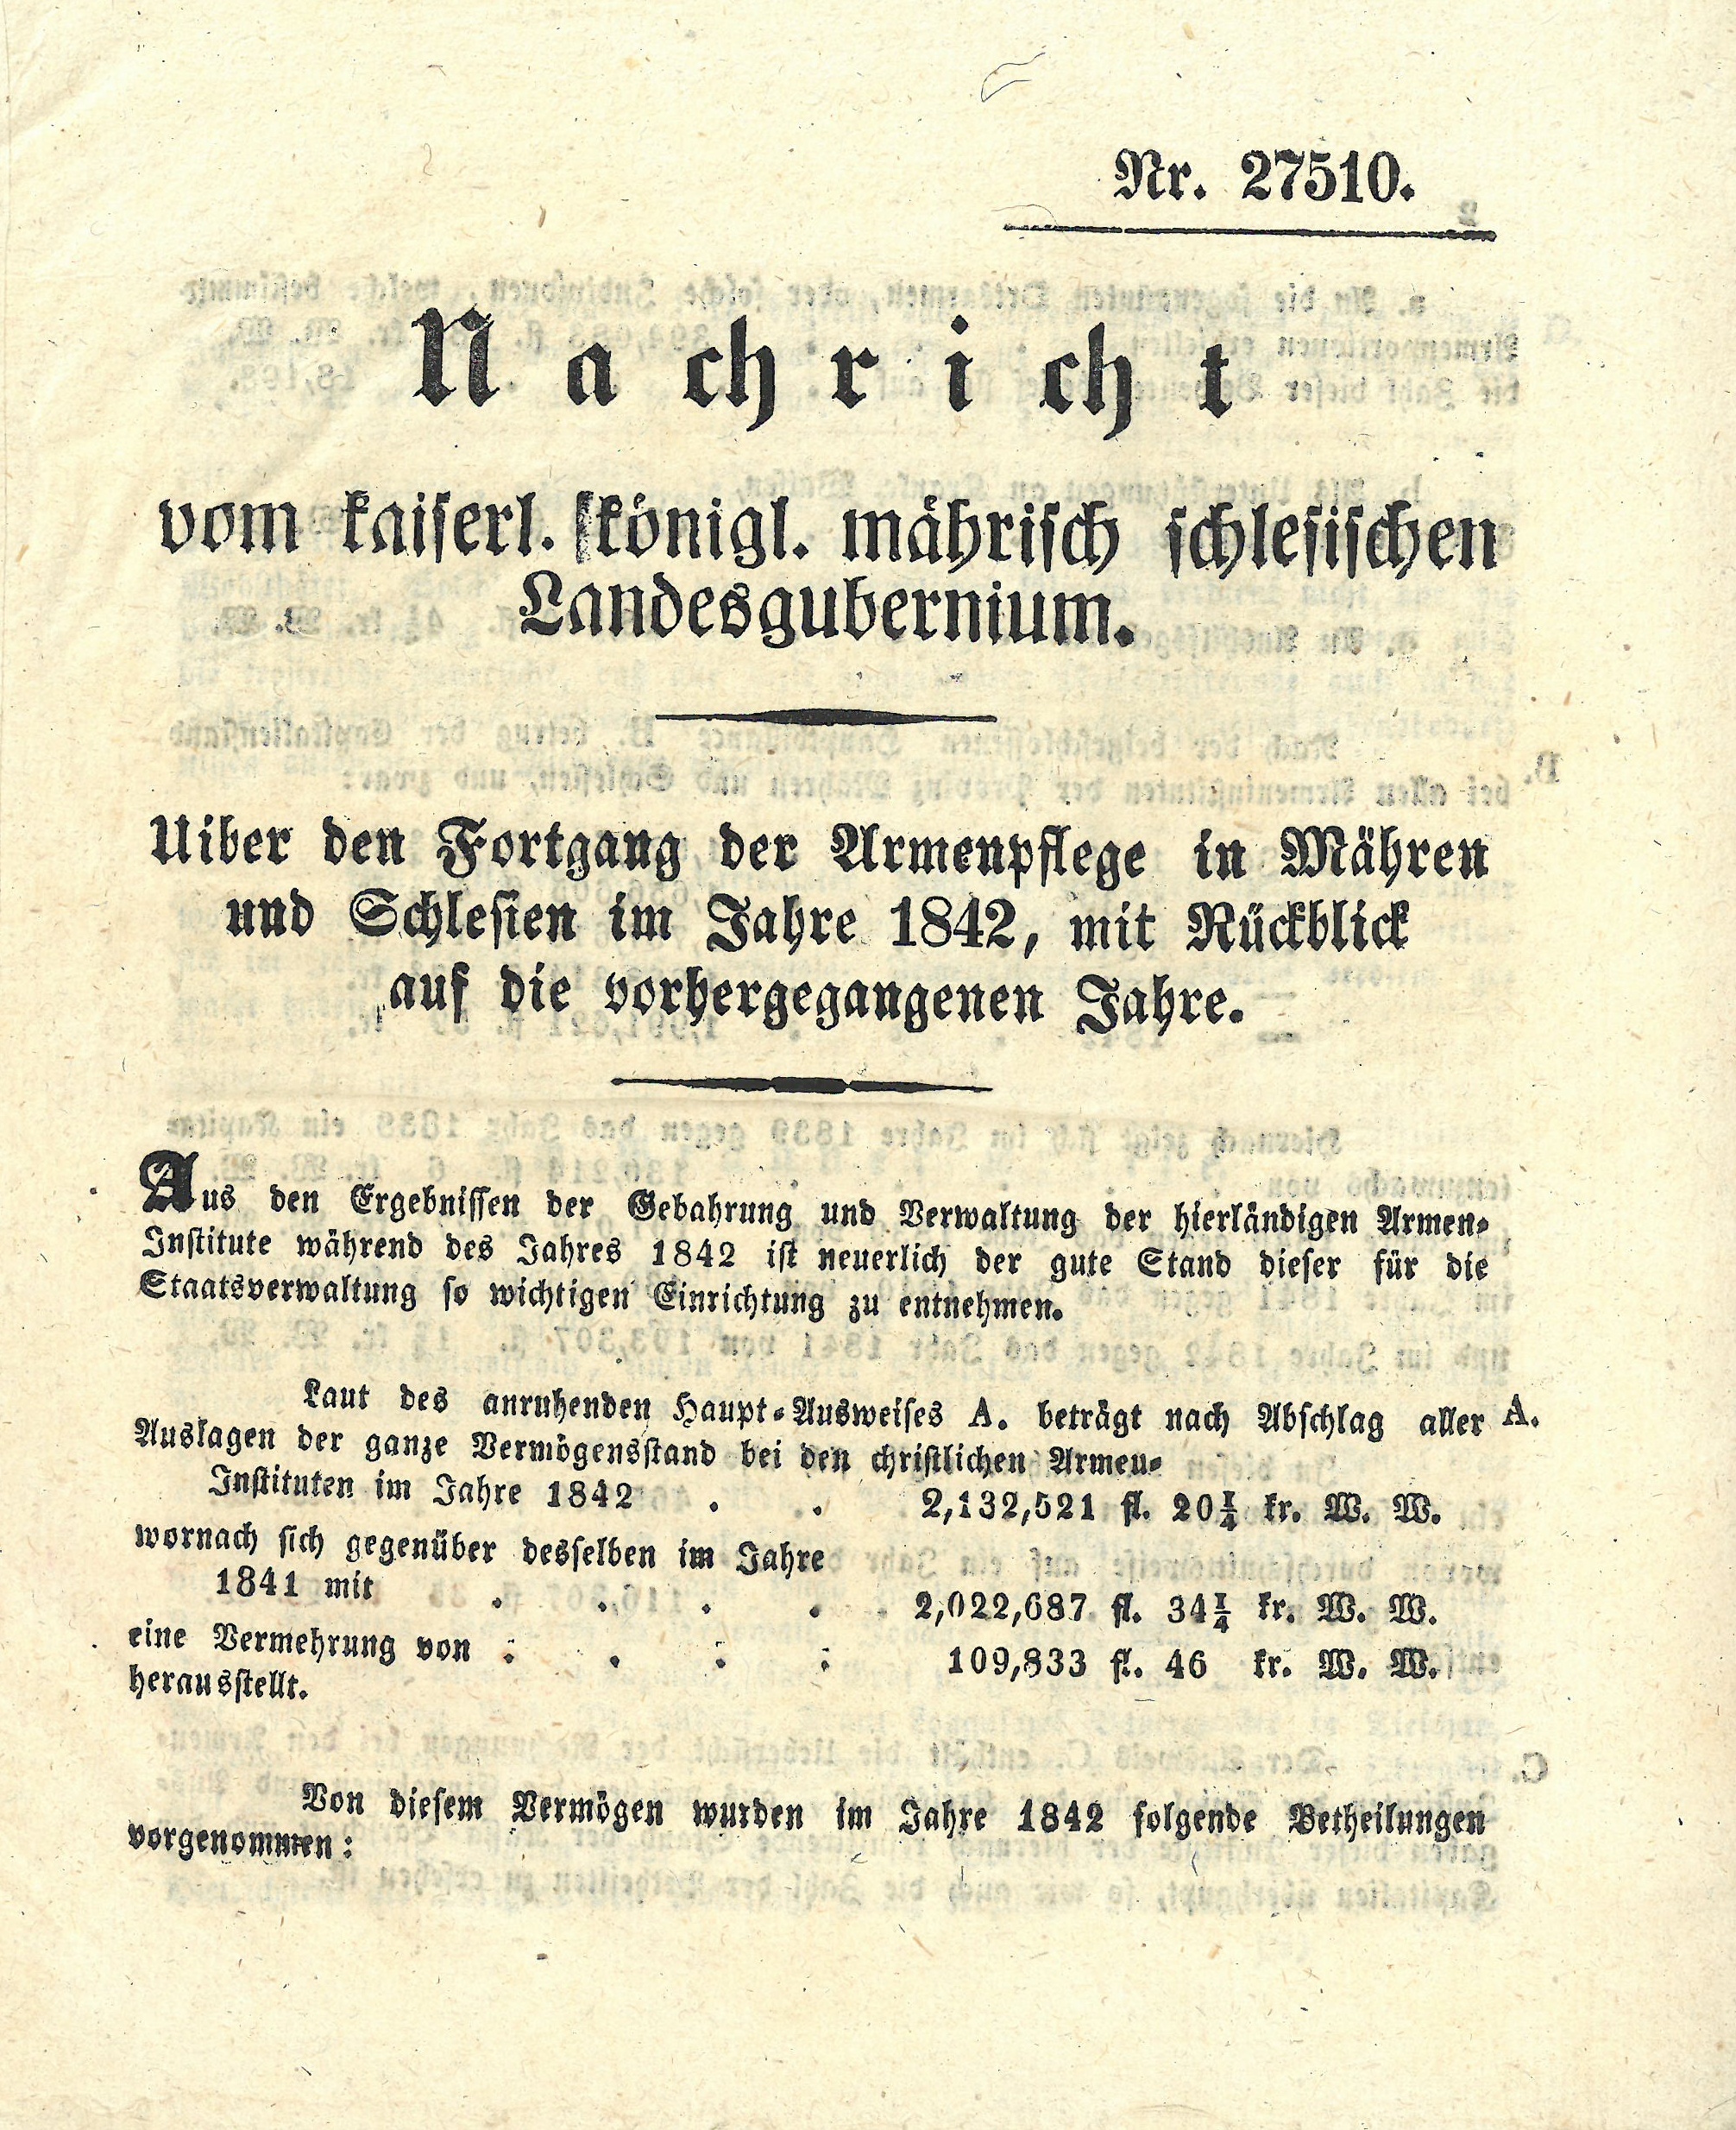 Nr. 27510.
Nachricht
vom kaiserl. königl. mährisch schlesischen
Landesgubernium.
Uiber den Fortgang der Armenpflege in Mähren
und Schlesien im Jahre 1842, mit Rückblick
auf die vorhergegangenen Jahre.
Aus den Ergebnissen der Gebahrung und Verwaltung der hierländigen Armen-
Institute während des Jahres 1842 ist neuerlich der gute Stand dieser für die
Staatsverwaltung so wichtigen Einrichtung zu entnehmen.
Laut des anruhenden Haupt-Ausweises A. beträgt nach Abschlag aller A.
Auslagen der ganze Vermögensstand bei den christlichen Armen-
Instituten im Jahre 1842 . . 2,132,521 fl. 20¼ kr. W. W.
wornach sich gegenüber desselben im Jahre
1841 mit . . . . 2,022,687 fl. 34¼ kr. W. W.
eine Vermehrung von . . . . 109,833 fl. 46 kr. W. W.
herausstellt.
Von diesem Vermögen wurden im Jahre 1842 folgende Betheilungen
vorgenommen: